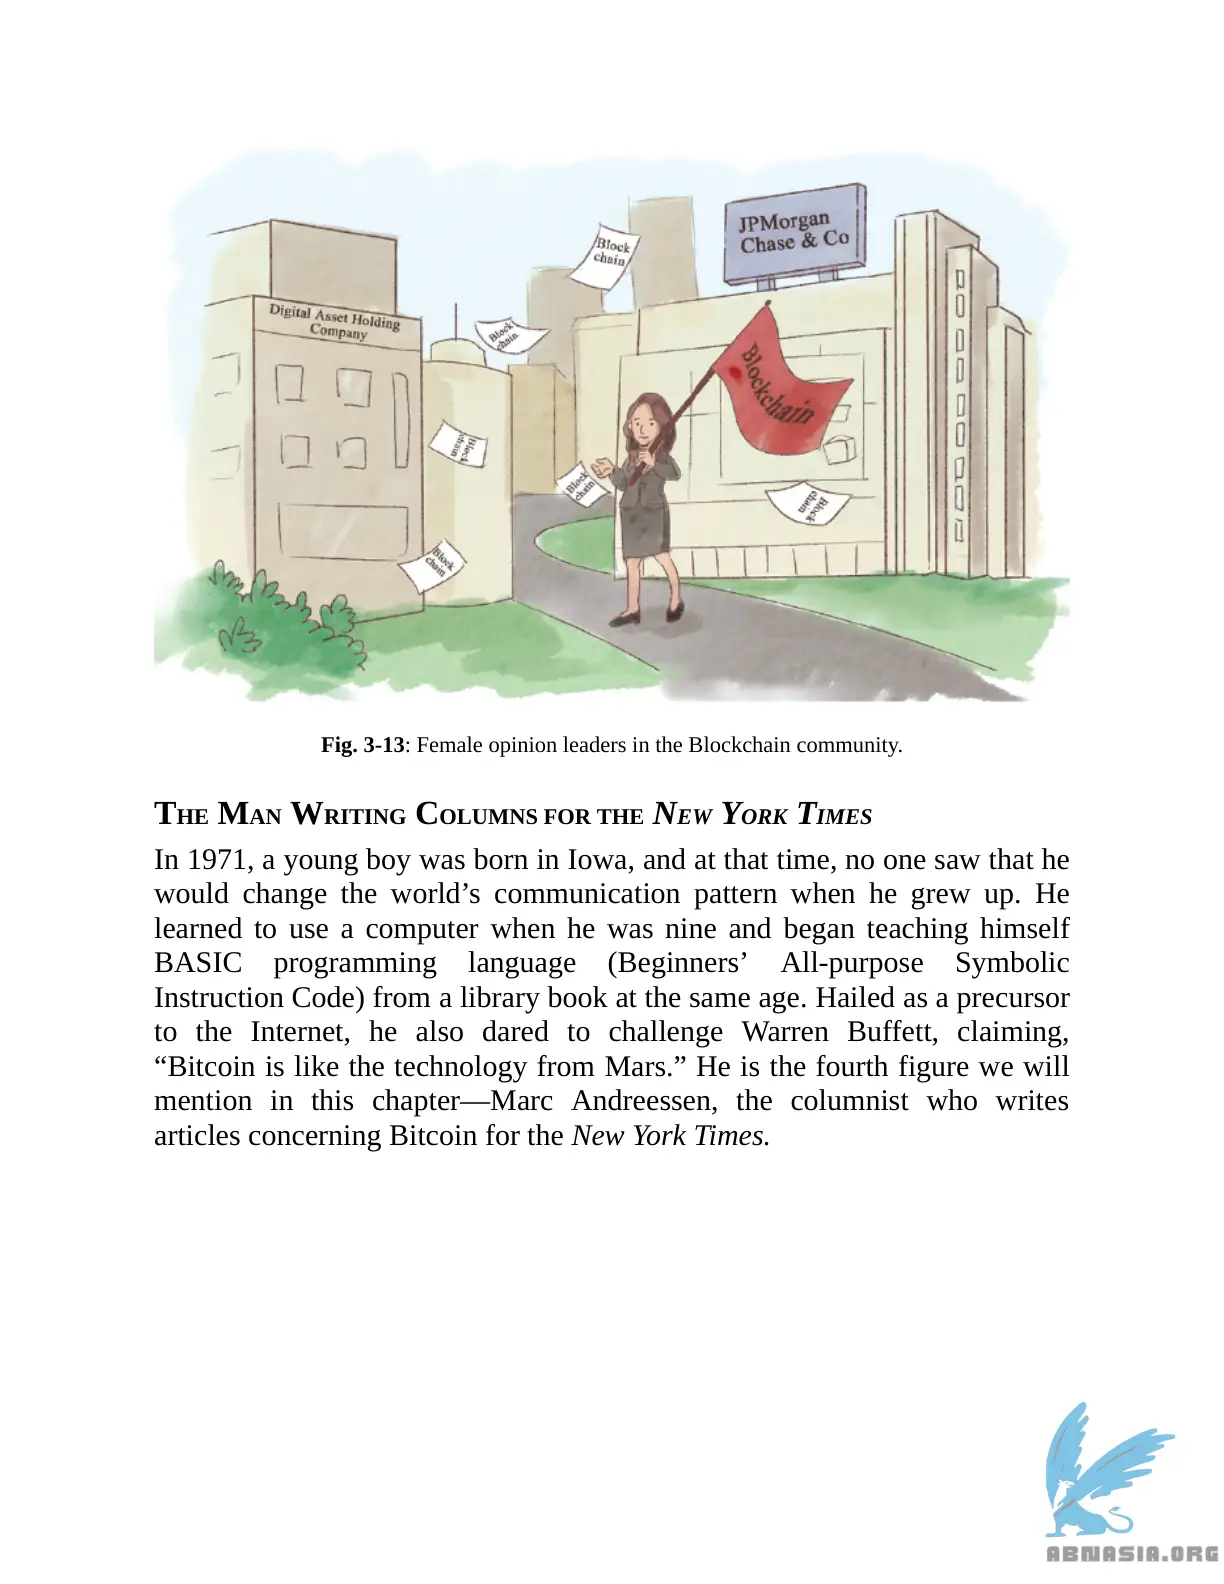 JPMorgan
Chase & Co
Block
chain
Digital Asset Holding
Company
Block
chain
Blockchain
Block
chain
Block
chain
Block
chain
Block
chain
Fig. 3-13: Female opinion leaders in the Blockchain community.
THE MAN WRITING COLUMNS FOR THE NEW YORK TIMES
In 1971, a young boy was born in Iowa, and at that time, no one saw that he
would change the world’s communication pattern when he grew up. He
learned to use a computer when he was nine and began teaching himself
BASIC programming language (Beginners’ All-purpose Symbolic
Instruction Code) from a library book at the same age. Hailed as a precursor
to the Internet, he also dared to challenge Warren Buffett, claiming,
“Bitcoin is like the technology from Mars.” He is the fourth figure we will
mention in this chapter—Marc Andreessen, the columnist who writes
articles concerning Bitcoin for the New York Times.
ABNASIA.ORG